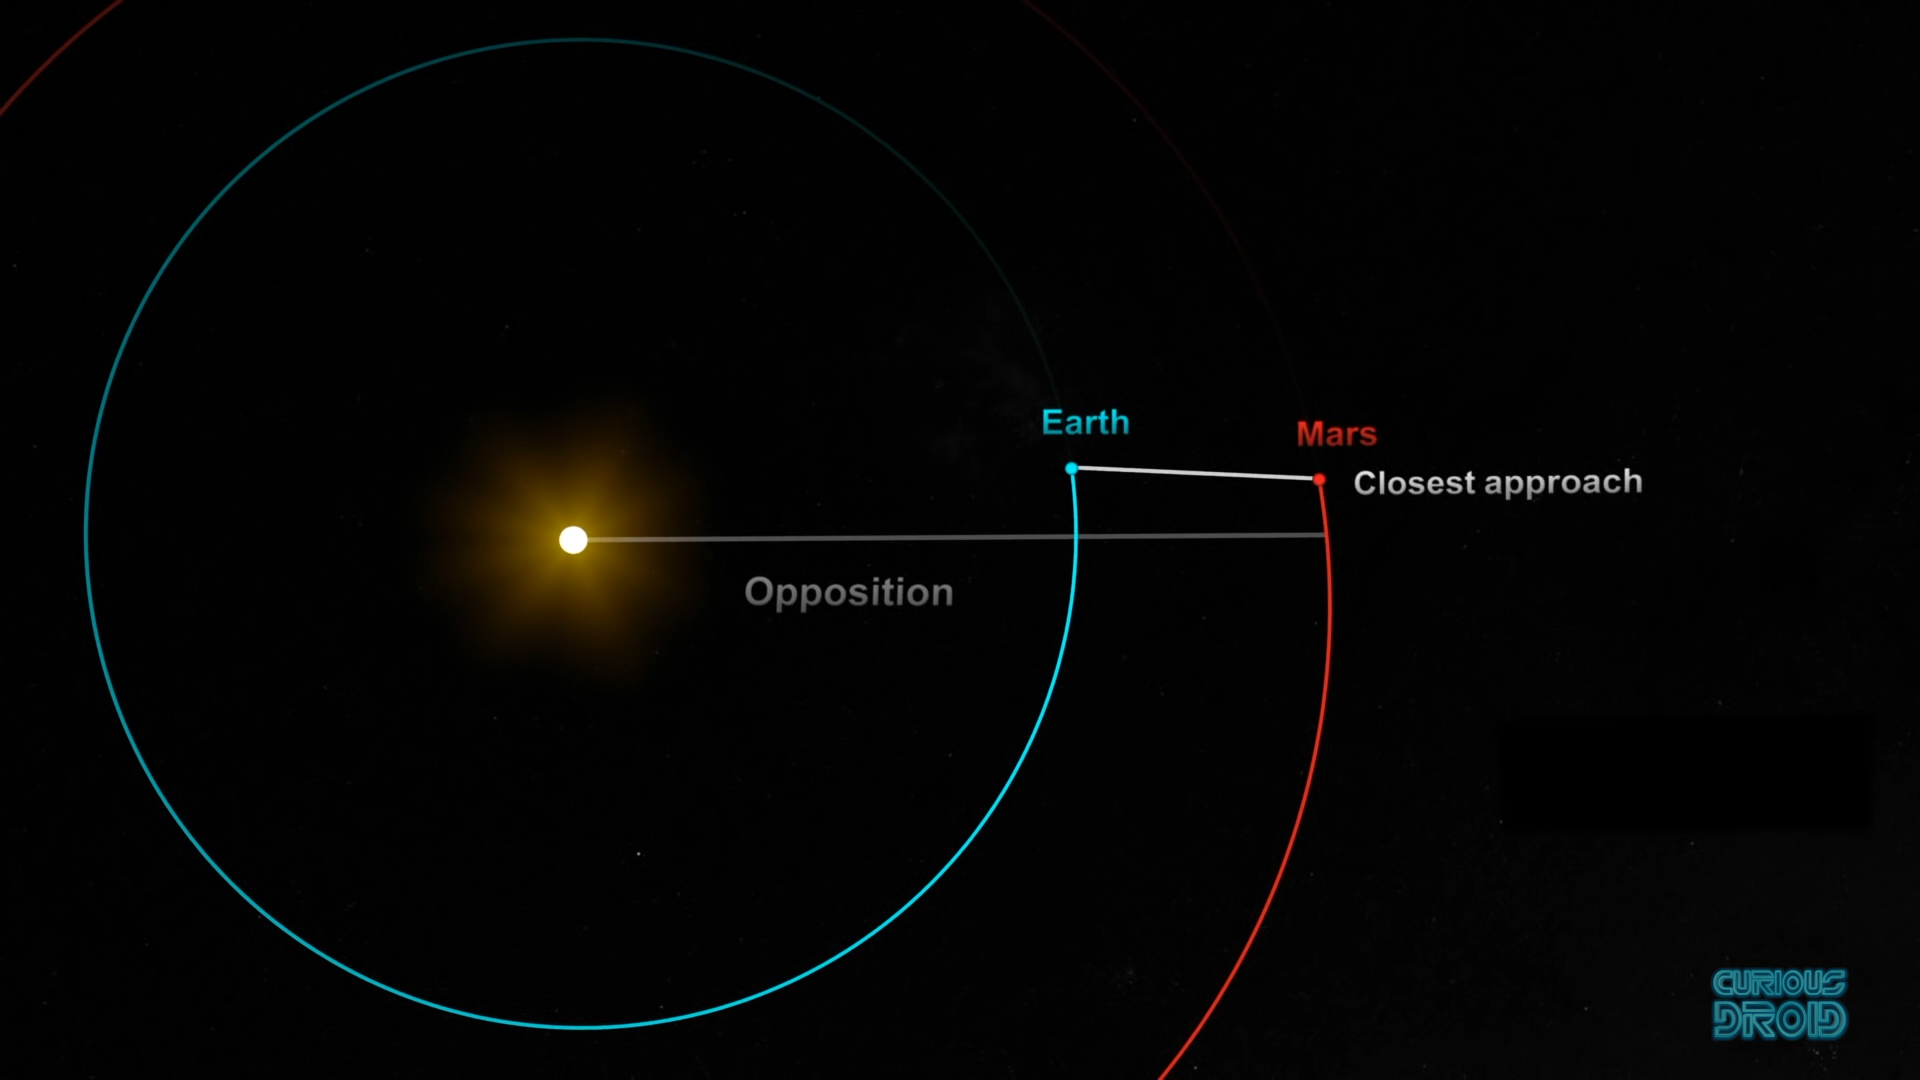 Earth
Mars
Closest approach
Opposition
CURIOUS
DROID